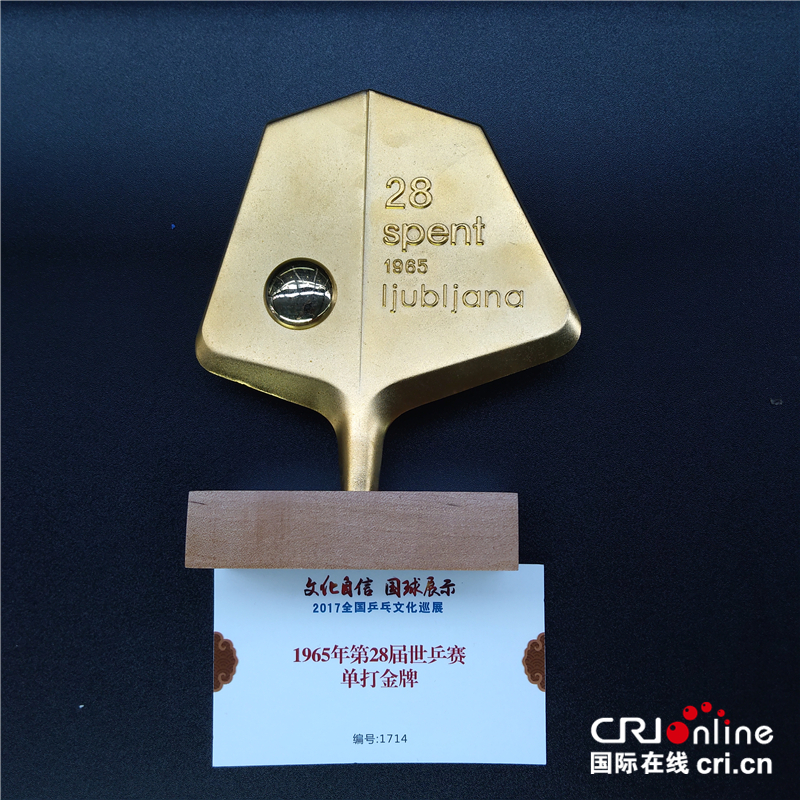 28
spent
1965
ljubljana
文化自信 国球展示
2017全国乒乓文化巡展
1965年第28届世乒赛
单打金牌
编号:1714
CRIonline
国际在线 cri.cn